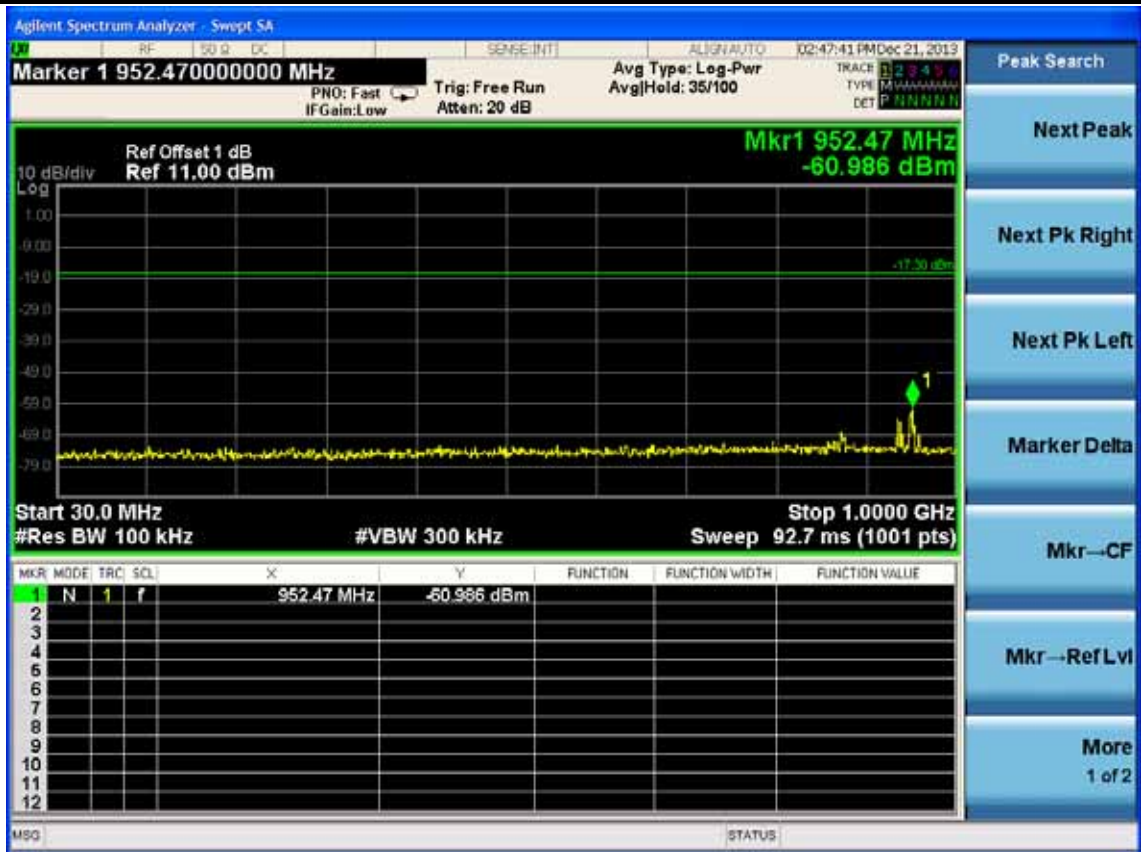 Agilent Spectrum Analyzer - Swept SA
LXI RF 50 Ω DC SENSE:INT ALIGN AUTO 02:47:41 PM Dec 21, 2013
Marker 1 952.470000000 MHz
PNO: Fast
IFGain:Low
Trig: Free Run
Atten: 20 dB
Avg Type: Log-Pwr
Avg|Hold: 35/100
TRACE 1 2 3 4 5 6
TYPE M
DET P N N N N N
Mkr1 952.47 MHz
-60.986 dBm
Ref Offset 1 dB
10 dB/div Ref 11.00 dBm
Log
1.00
-9.00
-17.30 dBm
-19.0
-29.0
-39.0
-49.0
1
-59.0
-69.0
-79.0
Start 30.0 MHz Stop 1.0000 GHz
#Res BW 100 kHz #VBW 300 kHz Sweep 92.7 ms (1001 pts)
MKR MODE TRC SCL X Y FUNCTION FUNCTION WIDTH FUNCTION VALUE
1 N 1 f 952.47 MHz -60.986 dBm
2
3
4
5
6
7
8
9
10
11
12
MSG STATUS
Peak Search
Next Peak
Next Pk Right
Next Pk Left
Marker Delta
Mkr→CF
Mkr→Ref Lvl
More
1 of 2